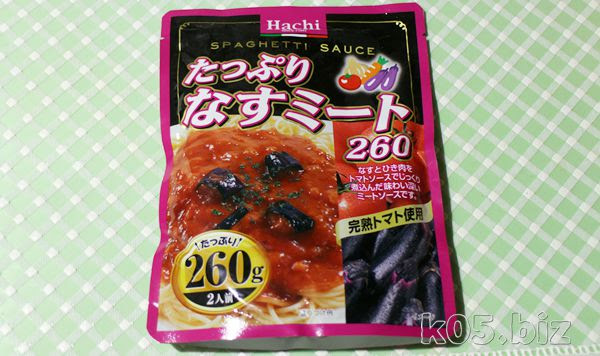 Hachi
SPAGHETTI SAUCE
たっぷり
なすミート
260
なすとひき肉を
トマトソースでじっくり
煮込んだ味わい深い
ミートソースです。
完熟トマト使用
たっぷり
260g
2人前
k05.biz